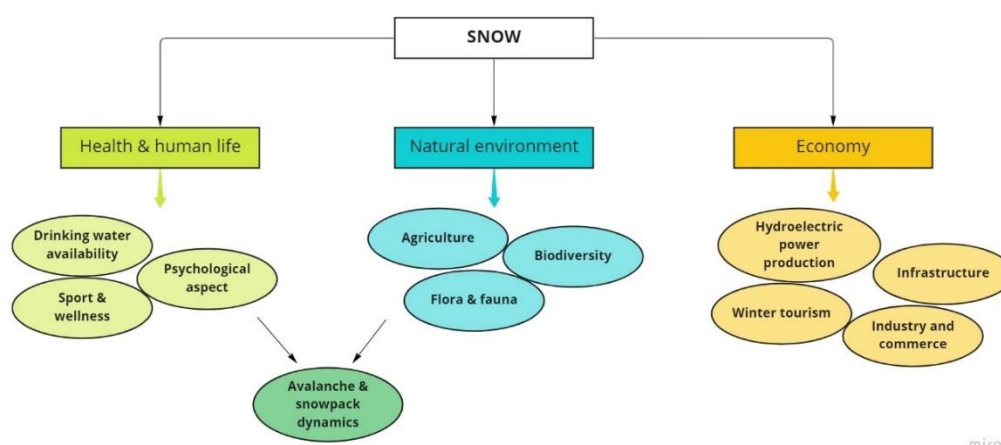 SNOW
Health & human life
Natural environment
Economy
Drinking water
availability
Psychological
aspect
Sport &
wellness
Agriculture
Biodiversity
Flora & fauna
Hydroelectric
power
production
Infrastructure
Winter tourism
Industry and
commerce
Avalanche &
snowpack
dynamics